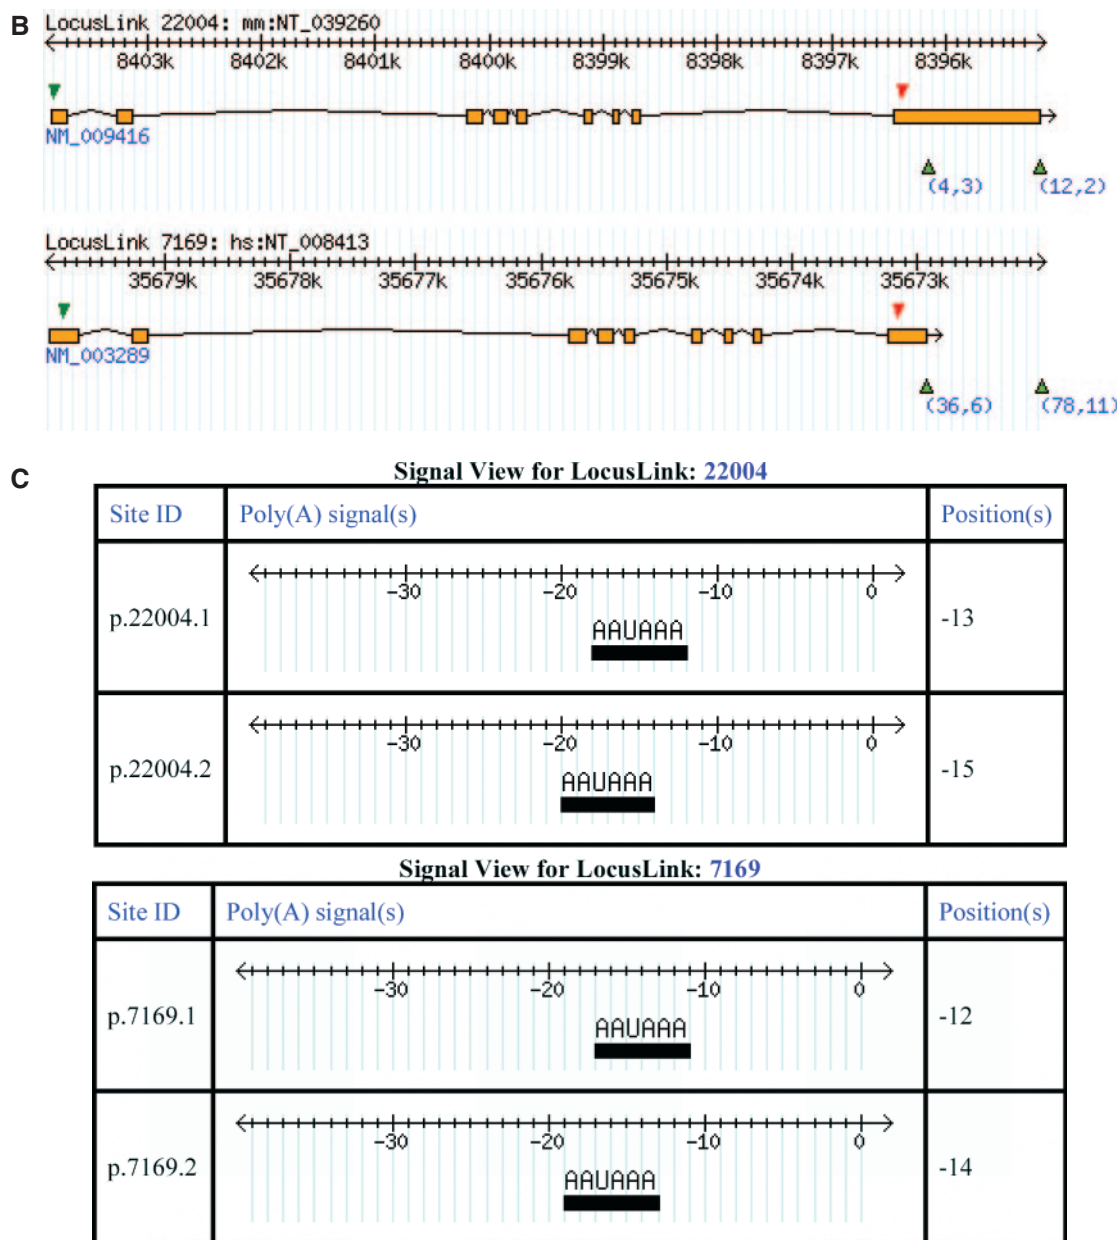 B
LocusLink 22004: mm:NT_039260
8403k 8402k 8401k 8400k 8399k 8398k 8397k 8396k
NM_009416
(4,3) (12,2)
LocusLink 7169: hs:NT_008413
35679k 35678k 35677k 35676k 35675k 35674k 35673k
NM_003289
(36,6) (78,11)
C
Signal View for LocusLink: 22004
Site ID Poly(A) signal(s) Position(s)
-30 -20 -10 0
AAUAAA
p.22004.1 -13
-30 -20 -10 0
AAUAAA
p.22004.2 -15
Signal View for LocusLink: 7169
Site ID Poly(A) signal(s) Position(s)
-30 -20 -10 0
p.7169.1 -12
AAUAAA
-30 -20 -10 0
p.7169.2 -14
AAUAAA